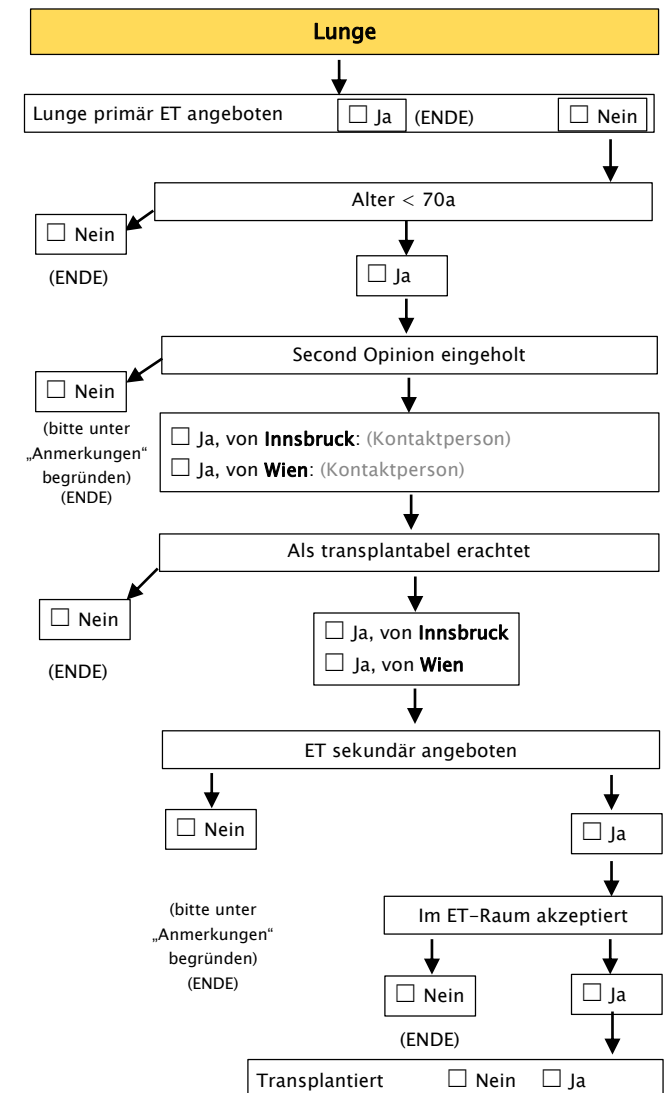 Lunge
Lunge primär ET angeboten ☐ Ja (ENDE) ☐ Nein
Alter < 70a
☐ Nein
(ENDE)
☐ Ja
Second Opinion eingeholt
☐ Nein
(bitte unter
„Anmerkungen“
begründen)
(ENDE)
☐ Ja, von Innsbruck: (Kontaktperson)
☐ Ja, von Wien: (Kontaktperson)
Als transplantabel erachtet
☐ Nein
(ENDE)
☐ Ja, von Innsbruck
☐ Ja, von Wien
ET sekundär angeboten
☐ Nein
(bitte unter
„Anmerkungen“
begründen)
(ENDE)
☐ Ja
Im ET-Raum akzeptiert
☐ Nein
(ENDE)
☐ Ja
Transplantiert ☐ Nein ☐ Ja